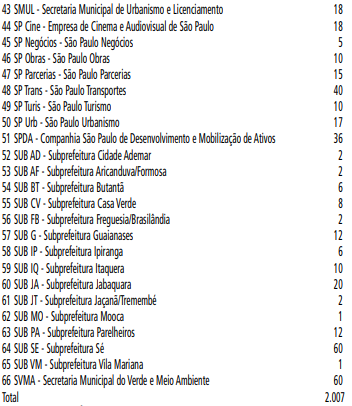 43 SMUL - Secretaria Municipal de Urbanismo e Licenciamento 18
44 SP Cine - Empresa de Cinema e Audiovisual de São Paulo 18
45 SP Negócios - São Paulo Negócios 5
46 SP Obras - São Paulo Obras 10
47 SP Parcerias - São Paulo Parcerias 15
48 SP Trans - São Paulo Transportes 40
49 SP Turis - São Paulo Turismo 10
50 SP Urb - São Paulo Urbanismo 17
51 SPDA - Companhia São Paulo de Desenvolvimento e Mobilização de Ativos 36
52 SUB AD - Subprefeitura Cidade Ademar 2
53 SUB AF - Subprefeitura Aricanduva/Formosa 2
54 SUB BT - Subprefeitura Butantã 6
55 SUB CV - Subprefeitura Casa Verde 8
56 SUB FB - Subprefeitura Freguesia/Brasilândia 2
57 SUB G - Subprefeitura Guaianases 12
58 SUB IP - Subprefeitura Ipiranga 6
59 SUB IQ - Subprefeitura Itaquera 10
60 SUB JA - Subprefeitura Jabaquara 20
61 SUB JT - Subprefeitura Jaçanã/Tremembé 2
62 SUB MO - Subprefeitura Mooca 1
63 SUB PA - Subprefeitura Parelheiros 12
64 SUB SE - Subprefeitura Sé 60
65 SUB VM - Subprefeitura Vila Mariana 1
66 SVMA - Secretaria Municipal do Verde e Meio Ambiente 60
Total 2.007